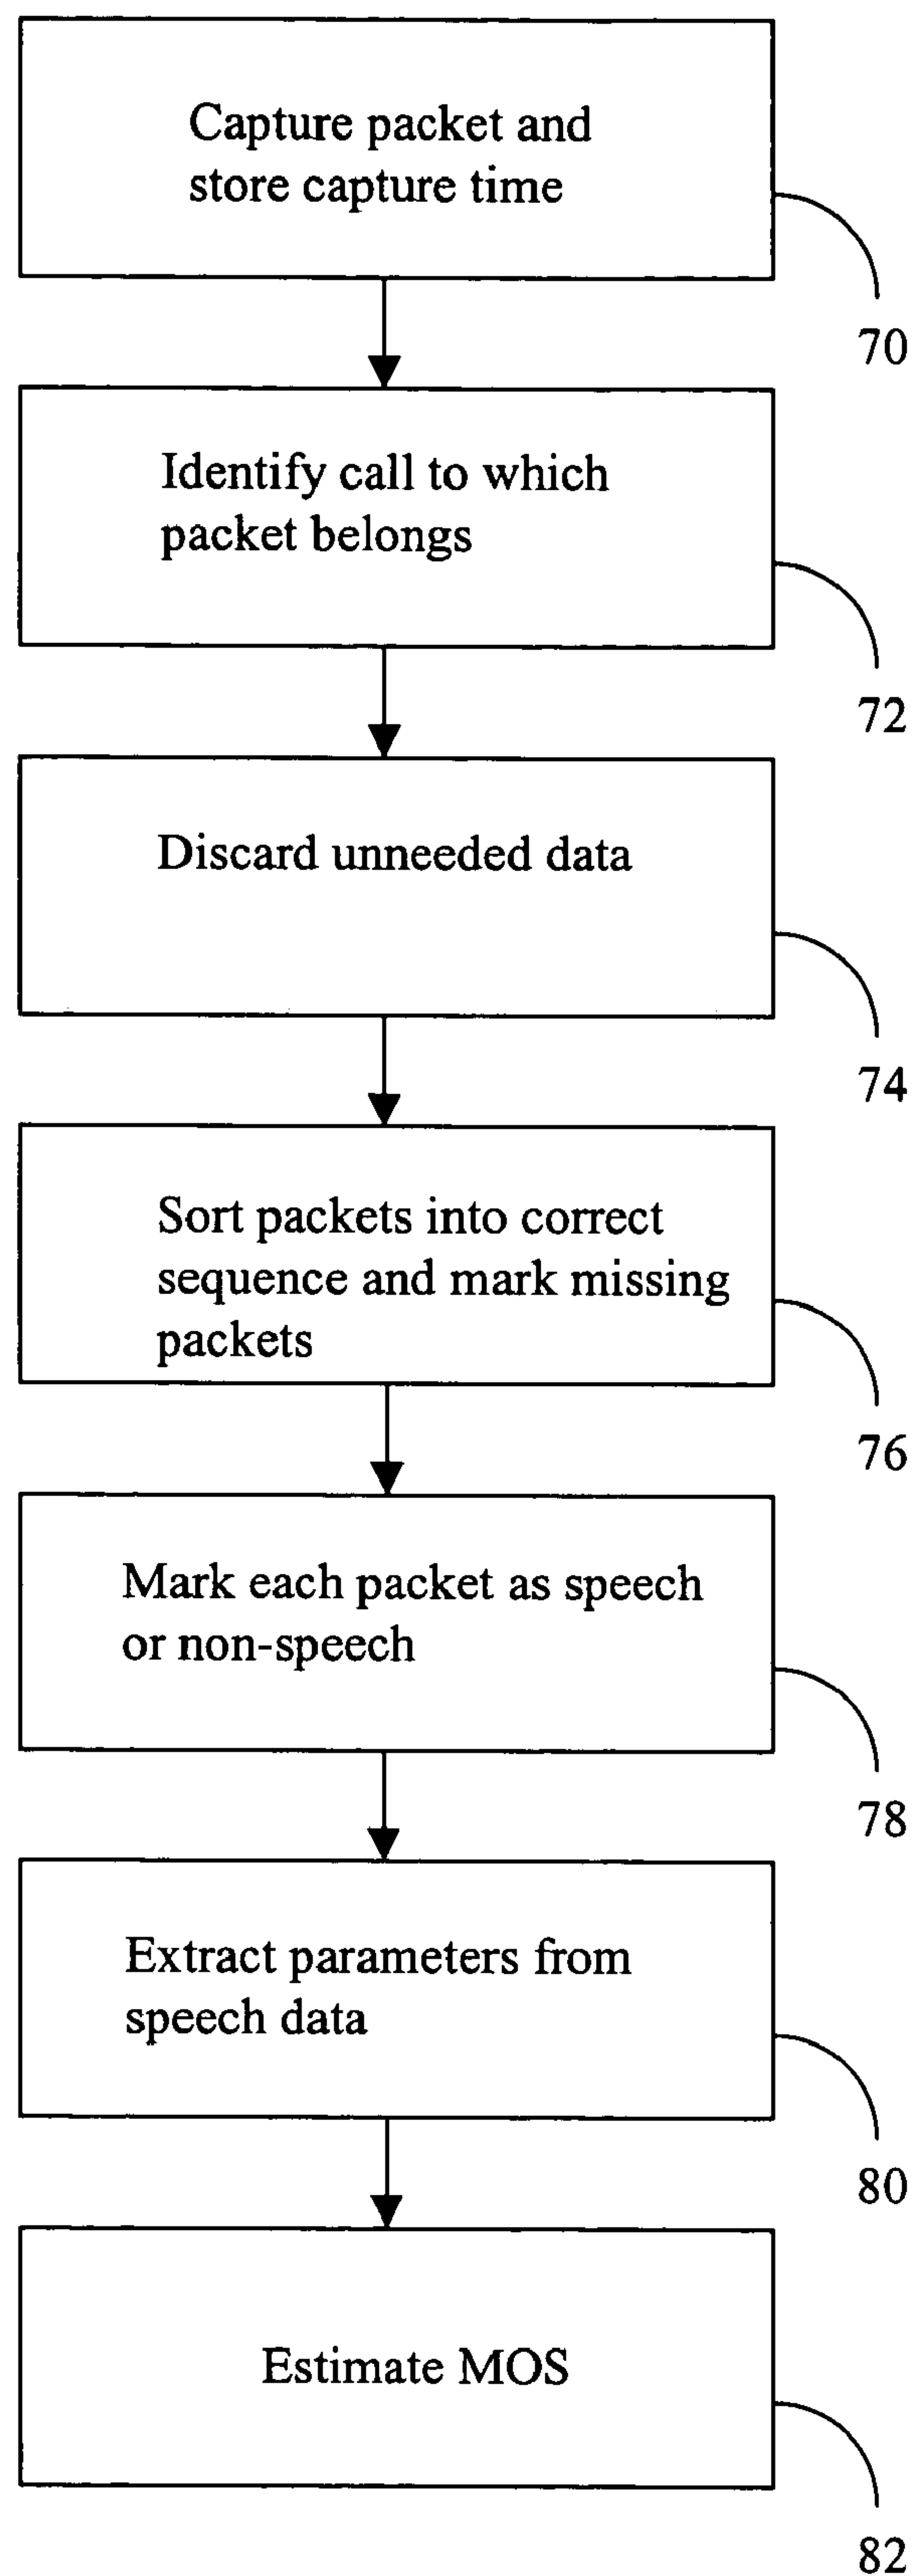 Capture packet and
store capture time
70
Identify call to which
packet belongs
72
Discard unneeded data
74
Sort packets into correct
sequence and mark missing
packets
76
Mark each packet as speech
or non-speech
78
Extract parameters from
speech data
80
Estimate MOS
82